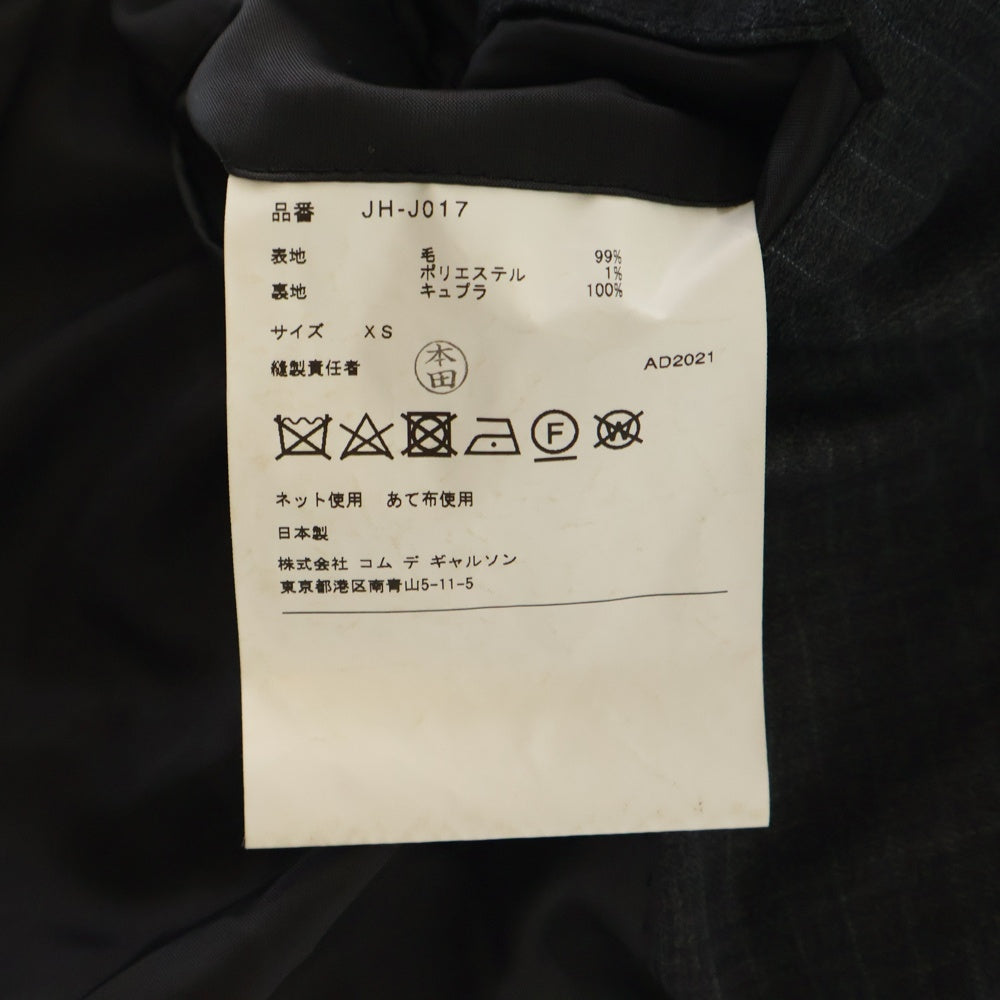 品番 JH-J017
表地 毛 99%
ポリエステル 1%
裏地 キュプラ 100%
サイズ XS
縫製責任者 本田 AD2021
F W
ネット使用 あて布使用
日本製
株式会社 コム デ ギャルソン
東京都港区南青山5-11-5